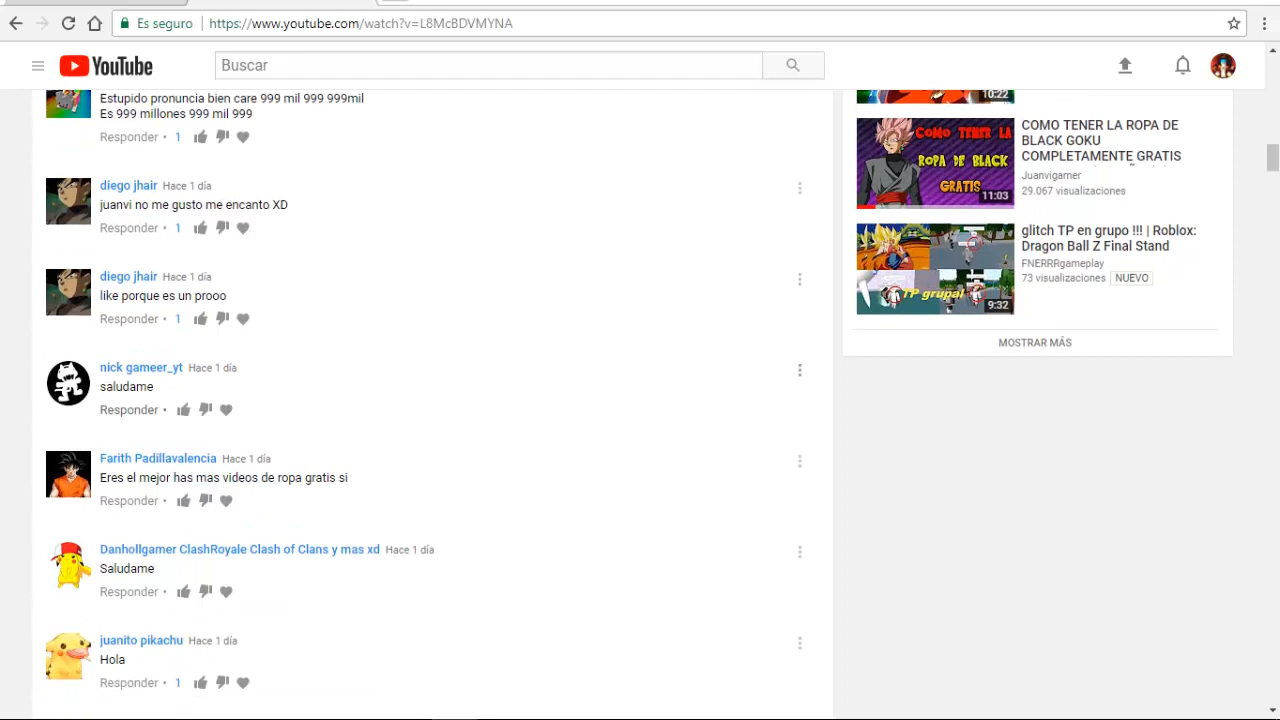 Es seguro
https://www.youtube.com/watch?v=L8McBDVMYNA
YouTube
Buscar
Estupido pronuncia bien care 999 mil 999 999mil
Es 999 millones 999 mil 999
Responder • 1
diego jhair Hace 1 día
juanvi no me gusto me encanto XD
Responder • 1
diego jhair Hace 1 día
like porque es un prooo
Responder • 1
nick gameer_yt Hace 1 día
saludame
Responder •
Farith Padillavalencia Hace 1 día
Eres el mejor has mas videos de ropa gratis si
Responder •
Danhollgamer ClashRoyale Clash of Clans y mas xd Hace 1 día
Saludame
Responder •
juanito pikachu Hace 1 día
Hola
Responder • 1
10:22
COMO TENER LA
ROPA DE BLACK
GRATIS
11:03
COMO TENER LA ROPA DE
BLACK GOKU
COMPLETAMENTE GRATIS
Juanvigamer
29.067 visualizaciones
TP grupal
9:32
glitch TP en grupo !!! | Roblox:
Dragon Ball Z Final Stand
FNERRRgameplay
73 visualizaciones NUEVO
MOSTRAR MÁS